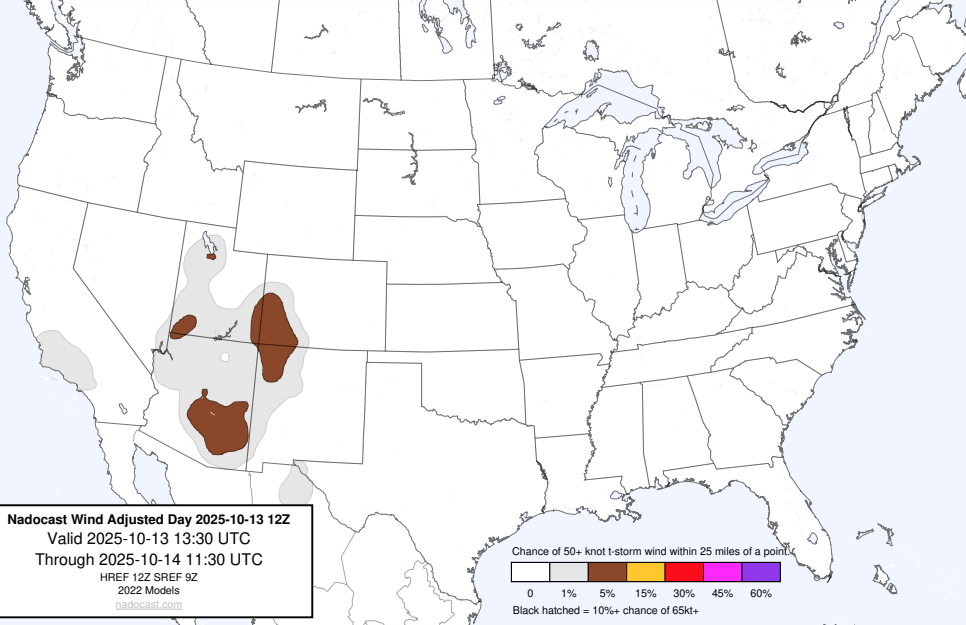 Nadocast Wind Adjusted Day 2025-10-13 12Z
Valid 2025-10-13 13:30 UTC
Through 2025-10-14 11:30 UTC
HREF 12Z SREF 9Z
2022 Models
nadocast.com
Chance of 50+ knot t-storm wind within 25 miles of a point.
0 1% 5% 15% 30% 45% 60%
Black hatched = 10%+ chance of 65kt+